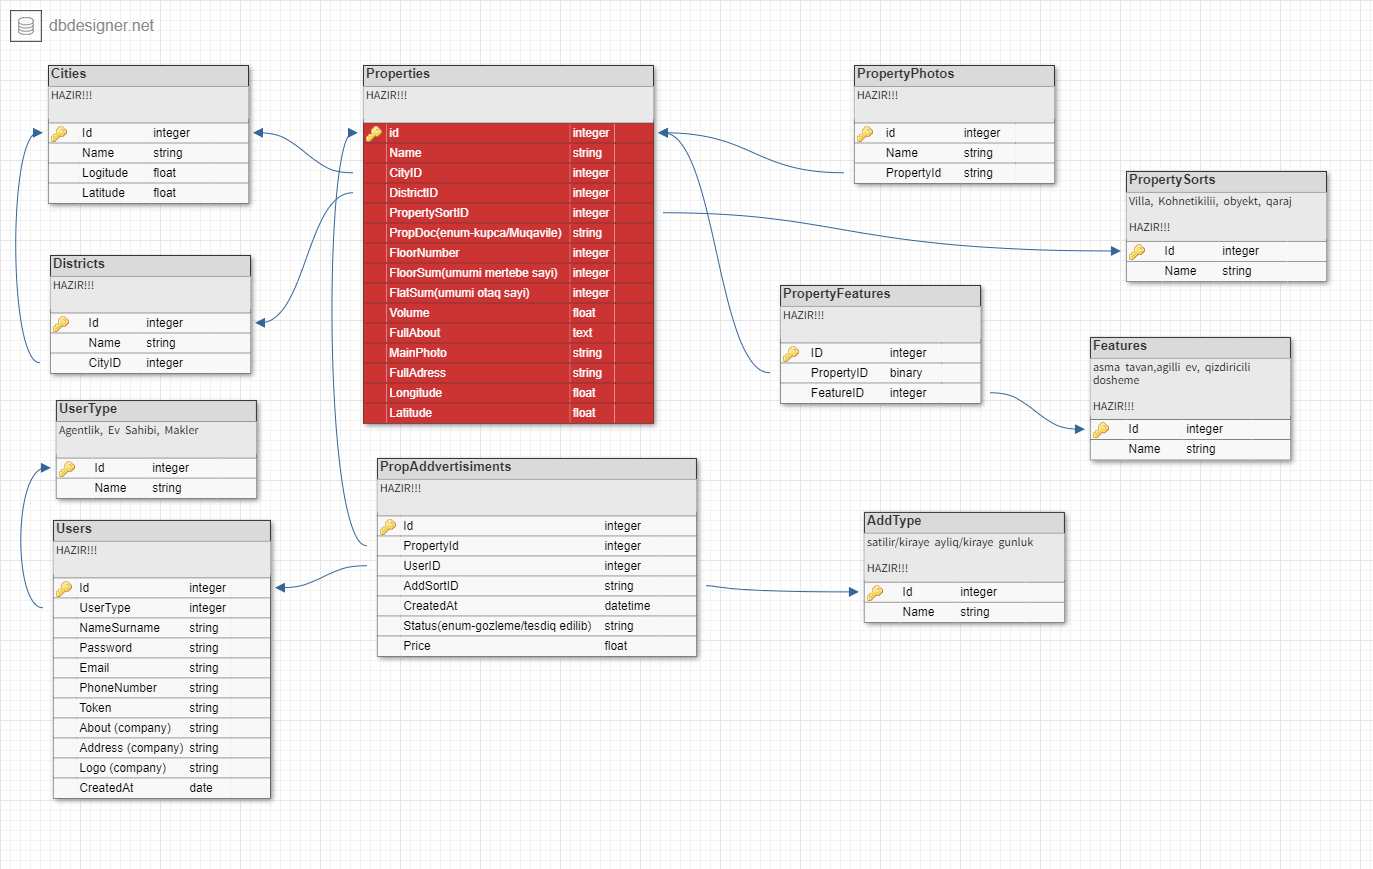 dbdesigner.net
Cities
HAZIR!!!
Id integer
Name string
Logitude float
Latitude float
Districts
HAZIR!!!
Id integer
Name string
CityID integer
UserType
Agentlik, Ev Sahibi, Makler
Id integer
Name string
Users
HAZIR!!!
Id integer
UserType integer
NameSurname string
Password string
Email string
PhoneNumber string
Token string
About (company) string
Address (company) string
Logo (company) string
CreatedAt date
Properties
HAZIR!!!
id integer
Name string
CityID integer
DistrictID integer
PropertySortID integer
PropDoc(enum-kupca/Muqavile) string
FloorNumber integer
FloorSum(umumi mertebe sayi) integer
FlatSum(umumi otaq sayi) integer
Volume float
FullAbout text
MainPhoto string
FullAdress string
Longitude float
Latitude float
PropAddvertisiments
HAZIR!!!
Id integer
PropertyId integer
UserID integer
AddSortID string
CreatedAt datetime
Status(enum-gozleme/tesdiq edilib) string
Price float
PropertyPhotos
HAZIR!!!
id integer
Name string
PropertyId string
PropertySorts
Villa, Kohnetikilii, obyekt, qaraj
HAZIR!!!
Id integer
Name string
PropertyFeatures
HAZIR!!!
ID integer
PropertyID binary
FeatureID integer
Features
asma tavan,agilli ev, qizdiricili
dosheme
HAZIR!!!
Id integer
Name string
AddType
satilir/kiraye ayliq/kiraye gunluk
HAZIR!!!
Id integer
Name string